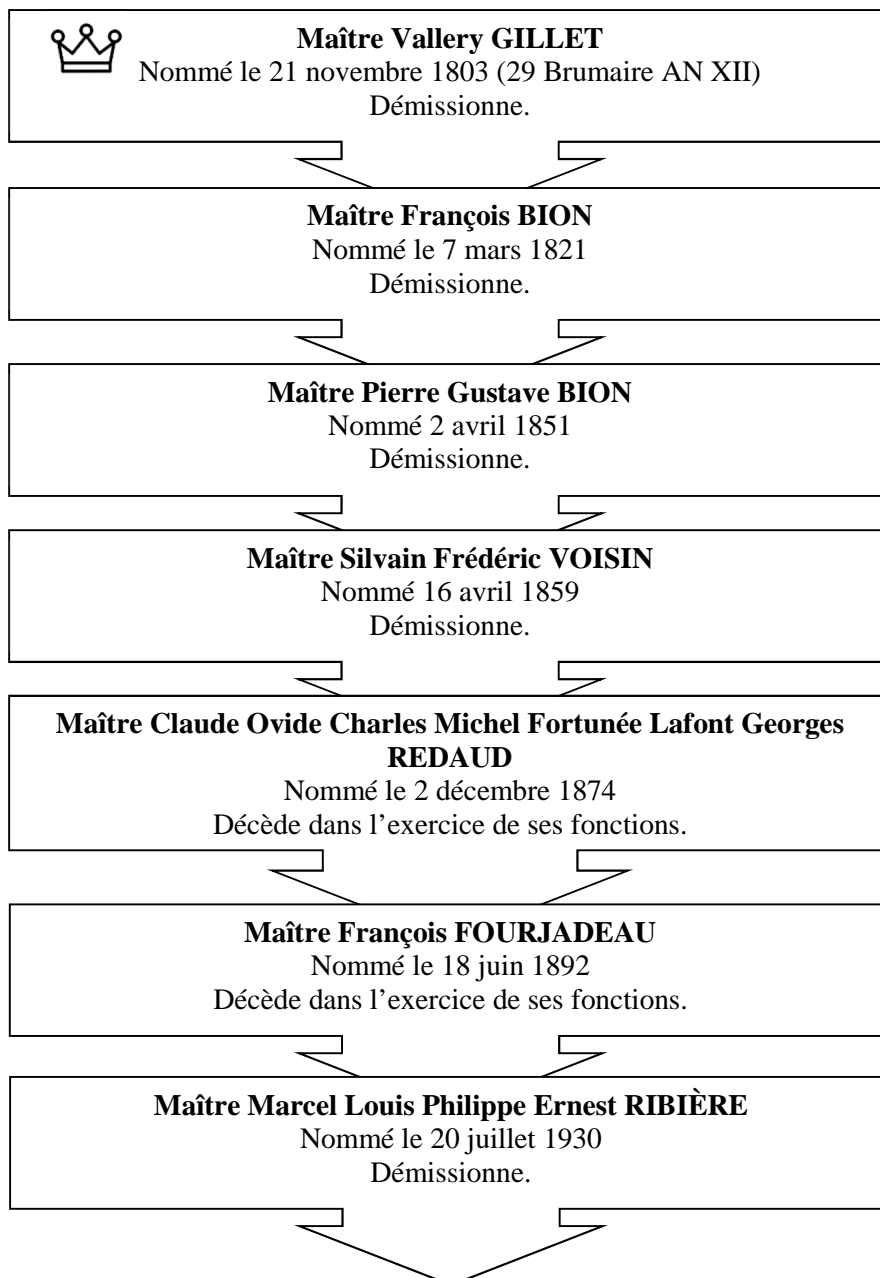 Maître Vallery GILLET
Nommé le 21 novembre 1803 (29 Brumaire AN XII)
Démissionne.
Maître François BION
Nommé le 7 mars 1821
Démissionne.
Maître Pierre Gustave BION
Nommé 2 avril 1851
Démissionne.
Maître Silvain Frédéric VOISIN
Nommé 16 avril 1859
Démissionne.
Maître Claude Ovide Charles Michel Fortunée Lafont Georges
REDAUD
Nommé le 2 décembre 1874
Décède dans l’exercice de ses fonctions.
Maître François FOURJADEAU
Nommé le 18 juin 1892
Décède dans l’exercice de ses fonctions.
Maître Marcel Louis Philippe Ernest RIBIÈRE
Nommé le 20 juillet 1930
Démissionne.